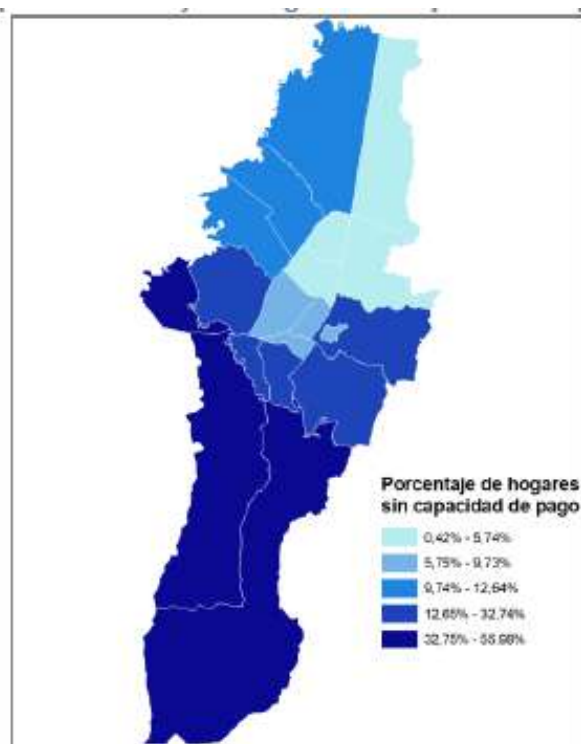 Porcentaje de hogares
sin capacidad de pago
0,42% - 5,74%
5,75% - 9,73%
9,74% - 12,64%
12,65% - 32,74%
32,75% - 55,98%